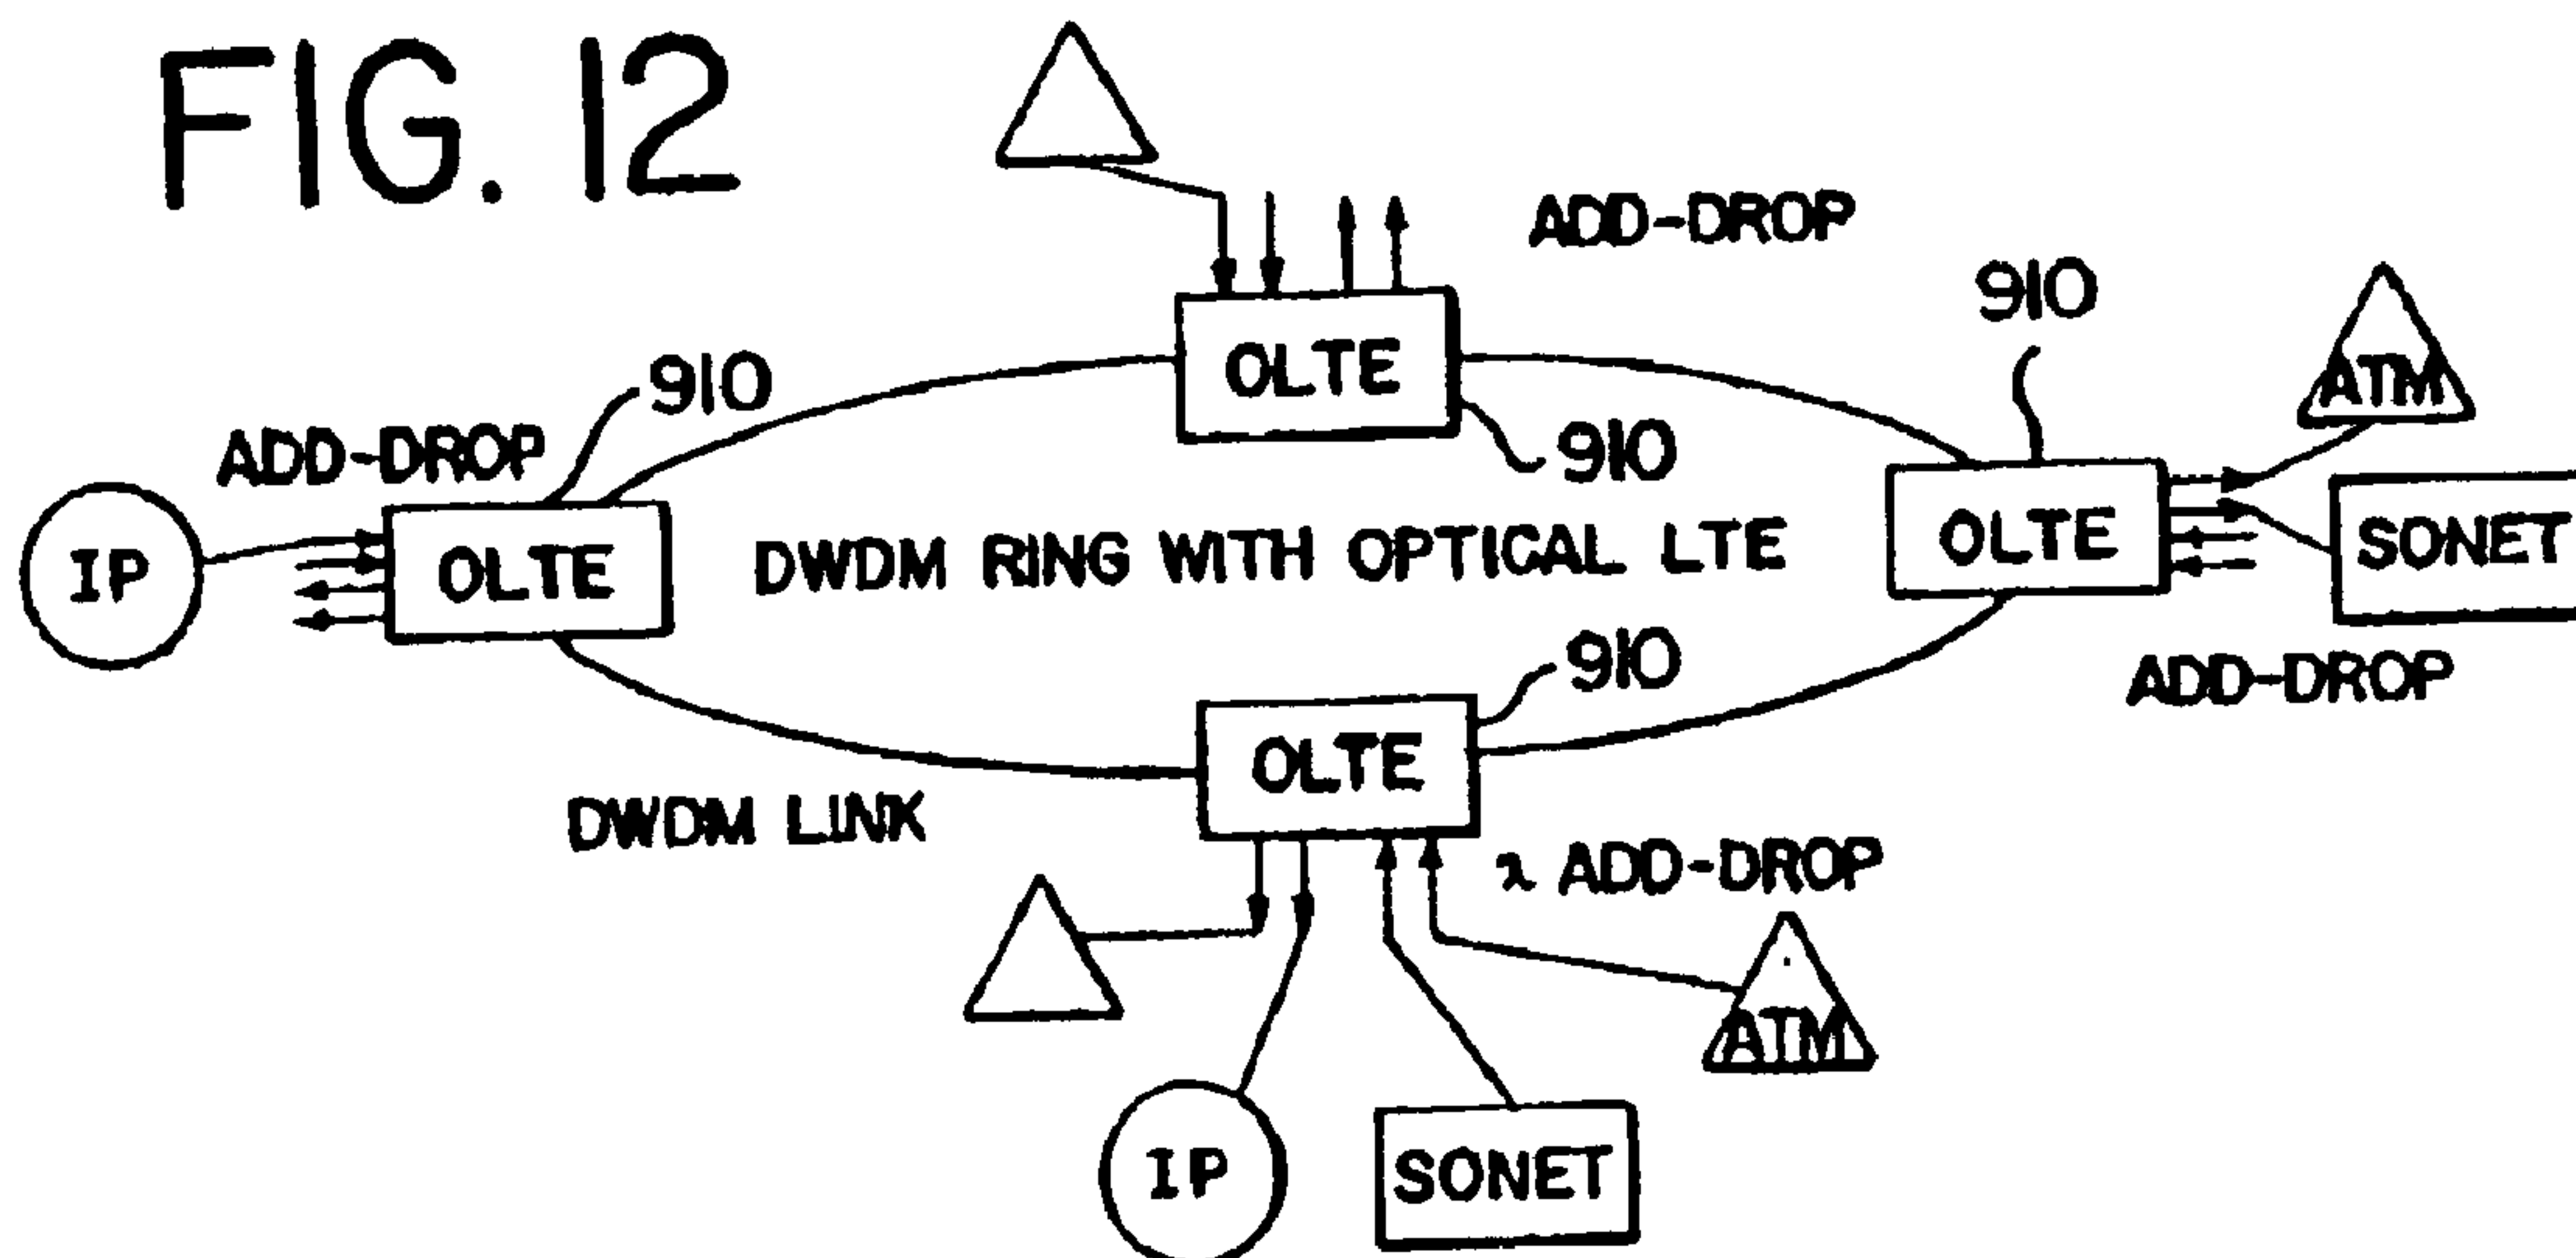 FIG. 12
ADD-DROP
910
ATM
910
OLTE
ADD-DROP
910
IP
OLTE
DWDM RING WITH OPTICAL LTE
OLTE
SONET
910
ADD-DROP
OLTE
DWDM LINK
λ ADD-DROP
ATM
IP
SONET